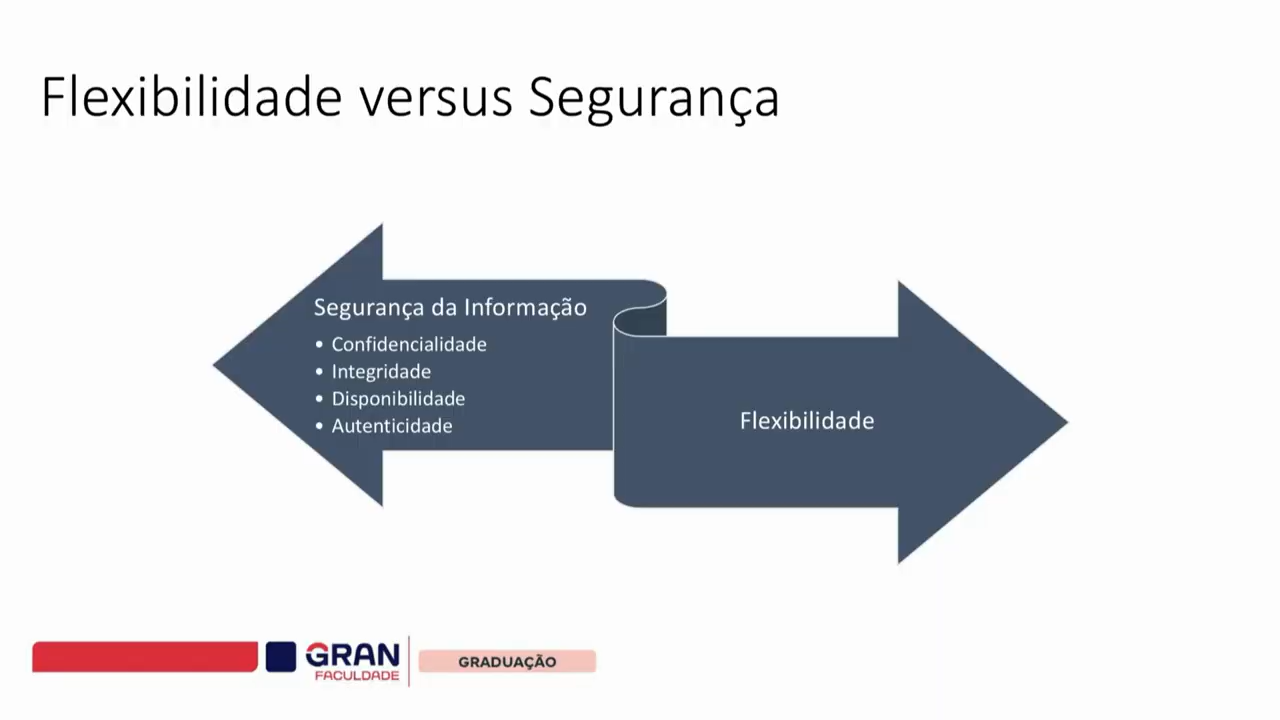 Flexibilidade versus Segurança
Segurança da Informação
• Confidencialidade
• Integridade
• Disponibilidade
• Autenticidade
Flexibilidade
GRAN
FACULDADE
GRADUAÇÃO